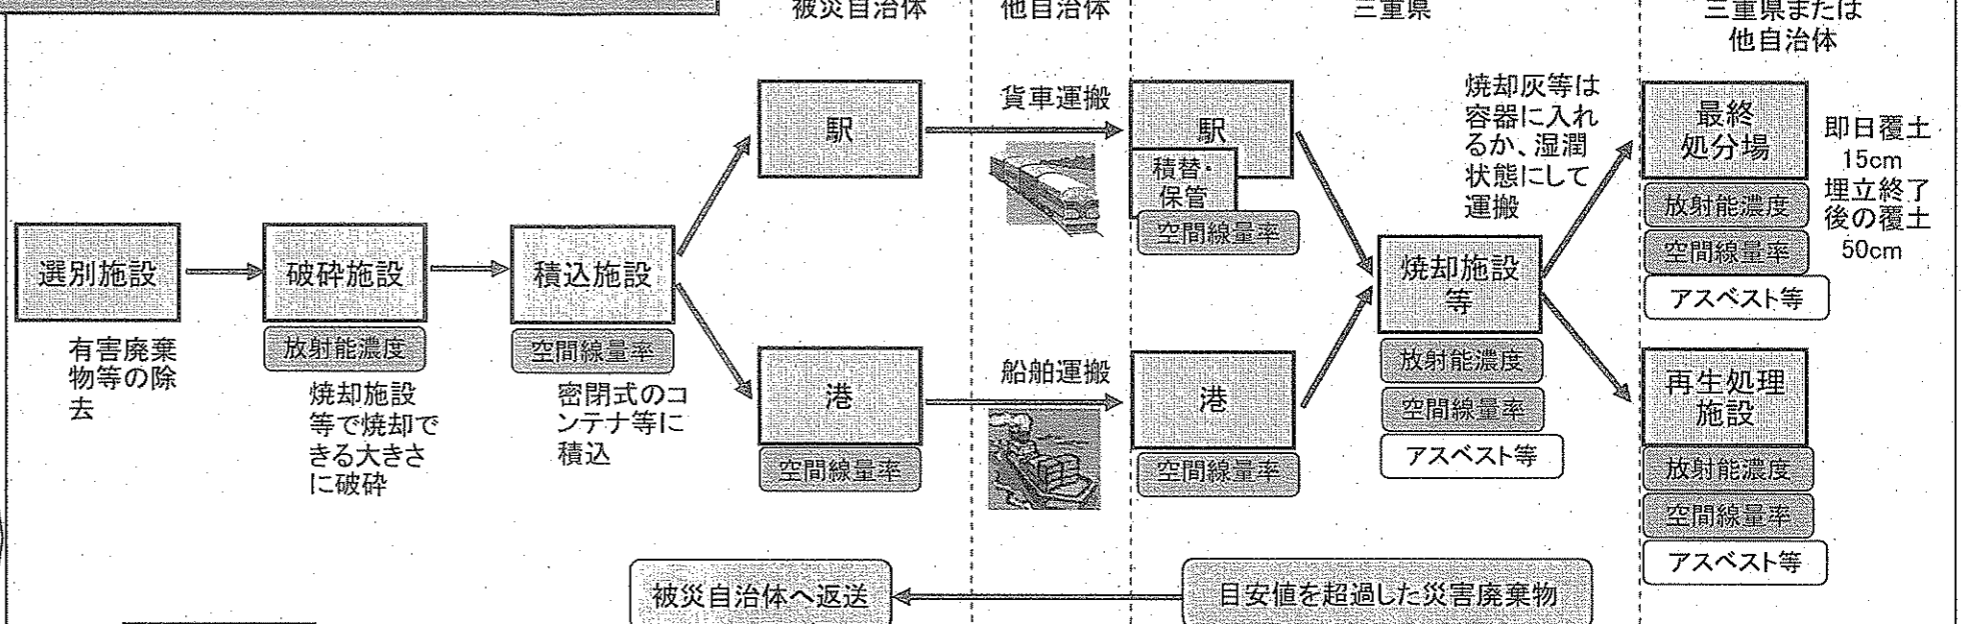 被災自治体
他自治体
三重県
三重県または
他自治体
選別施設
有害廃棄
物等の除
去
破砕施設
放射能濃度
焼却施設
等で焼却で
きる大きさ
に破砕
積込施設
空間線量率
密閉式のコ
ンテナ等に
積込
駅
港
空間線量率
貨車運搬
船舶運搬
駅
積替・
保管
空間線量率
港
空間線量率
焼却灰等は
容器に入れ
るか、湿潤
状態にして
運搬
焼却施設
等
放射能濃度
空間線量率
アスベスト等
最終
処分場
放射能濃度
空間線量率
アスベスト等
即日覆土
15cm
埋立終了
後の覆土
50cm
再生処理
施設
放射能濃度
空間線量率
アスベスト等
被災自治体へ返送
目安値を超過した災害廃棄物